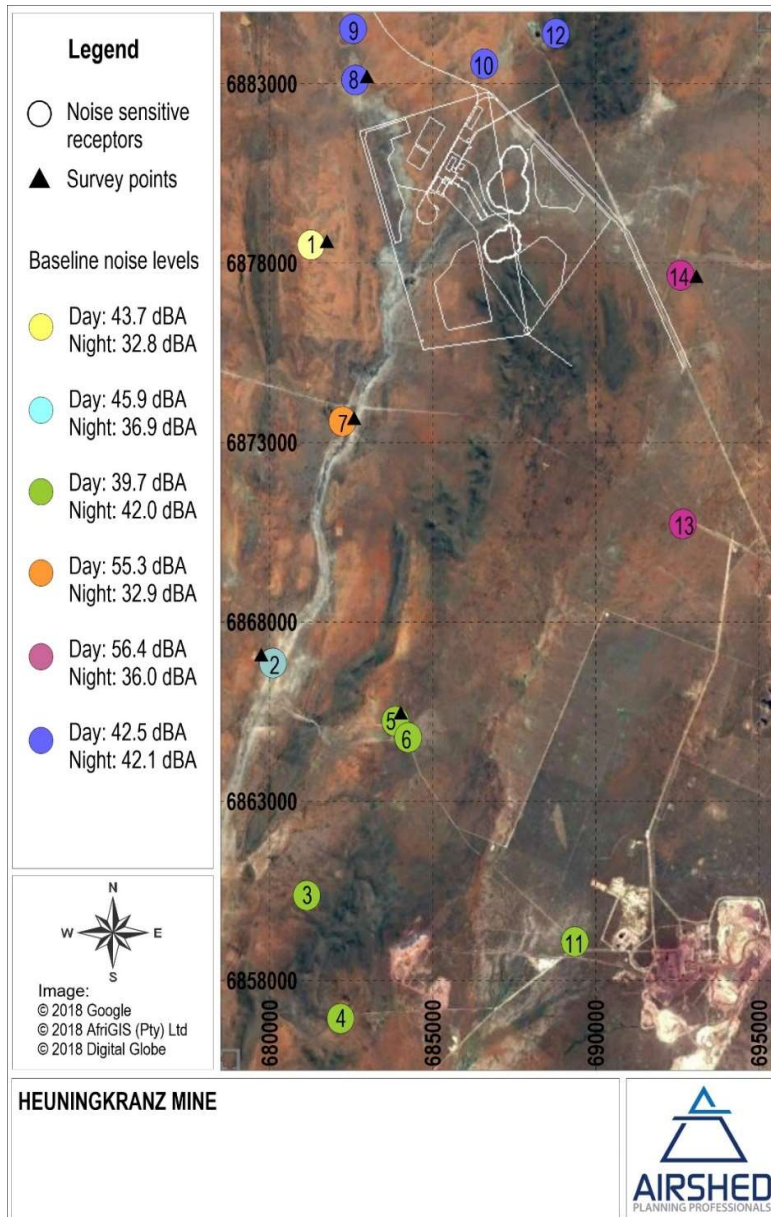 Legend
Noise sensitive
receptors
Survey points
Baseline noise levels
Day: 43.7 dBA
Night: 32.8 dBA
Day: 45.9 dBA
Night: 36.9 dBA
Day: 39.7 dBA
Night: 42.0 dBA
Day: 55.3 dBA
Night: 32.9 dBA
Day: 56.4 dBA
Night: 36.0 dBA
Day: 42.5 dBA
Night: 42.1 dBA
N
W
E
S
Image:
© 2018 Google
© 2018 AfriGIS (Pty) Ltd
© 2018 Digital Globe
9
12
10
8
6883000
1
6878000
14
7
6873000
13
6868000
2
5
6
6863000
3
11
6858000
4
680000
685000
690000
695000
HEUNINGKRANZ MINE
AIRSHED
PLANNING PROFESSIONALS